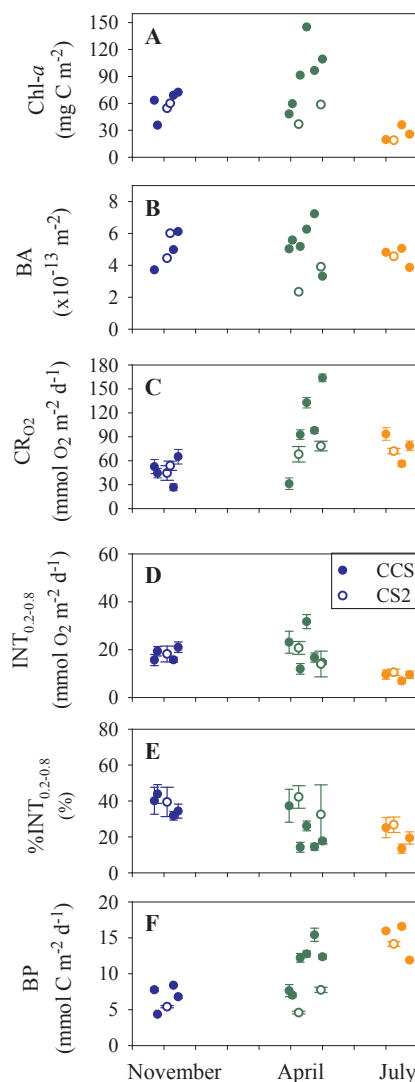 150
120
90
60
30
0
Chl-a
(mg C m⁻²)
A
8
6
4
2
0
BA
(x10⁻¹³ m⁻²)
B
180
150
120
90
60
30
0
CR_O2
(mmol O₂ m⁻² d⁻¹)
C
60
40
20
0
INT₀.₂₋₀.₈
(mmol O₂ m⁻² d⁻¹)
D
CCS
CS2
80
60
40
20
0
%INT₀.₂₋₀.₈
(%)
E
20
15
10
5
0
BP
(mmol C m⁻² d⁻¹)
F
November April July